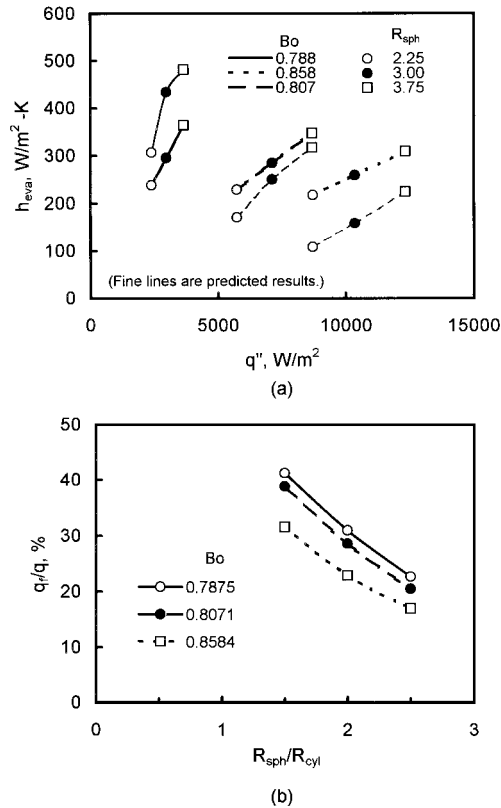 600
500
400
300
200
100
0
h_eva, W/m² -K
Bo
0.788
0.858
0.807
R_sph
2.25
3.00
3.75
(Fine lines are predicted results.)
0 5000 10000 15000
q'', W/m²
(a)
50
40
30
20
10
0
q_f/q, %
Bo
0.7875
0.8071
0.8584
0 1 2 3
R_sph/R_cyl
(b)